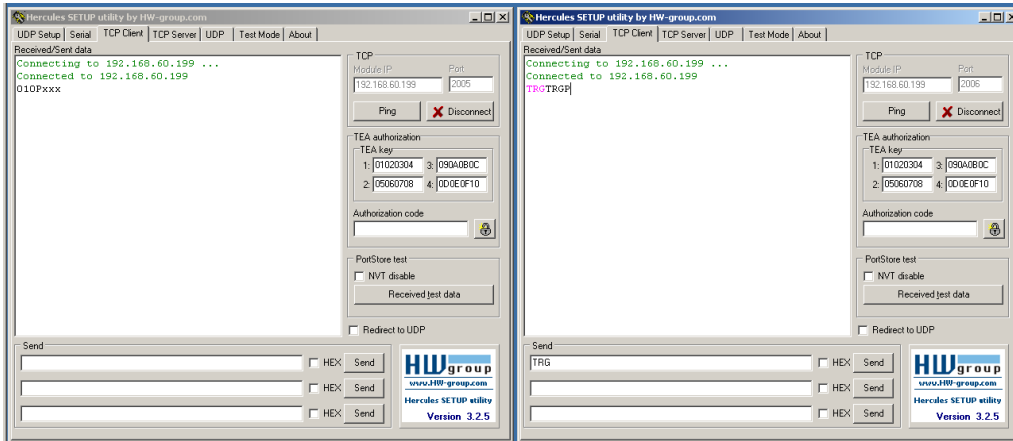 Hercules SETUP utility by HW-group.com
UDP Setup Serial TCP Client TCP Server UDP Test Mode About
Received/Sent data
Connecting to 192.168.60.199 ...
Connected to 192.168.60.199
010Pxxx
TCP
Module IP Port
192.168.60.199 2005
Ping Disconnect
TEA authorization
TEA key
1: 01020304 3: 090A0B0C
2: 05060708 4: 0D0E0F10
Authorization code
PortStore test
NVT disable
Received test data
Redirect to UDP
Send
HEX Send
HEX Send
HEX Send
HW group
www.HW-group.com
Hercules SETUP utility
Version 3.2.5
Hercules SETUP utility by HW-group.com
UDP Setup Serial TCP Client TCP Server UDP Test Mode About
Received/Sent data
Connecting to 192.168.60.199 ...
Connected to 192.168.60.199
TRGTRGP
TCP
Module IP Port
192.168.60.199 2006
Ping Disconnect
TEA authorization
TEA key
1: 01020304 3: 090A0B0C
2: 05060708 4: 0D0E0F10
Authorization code
PortStore test
NVT disable
Received test data
Redirect to UDP
Send
TRG HEX Send
HEX Send
HEX Send
HW group
www.HW-group.com
Hercules SETUP utility
Version 3.2.5